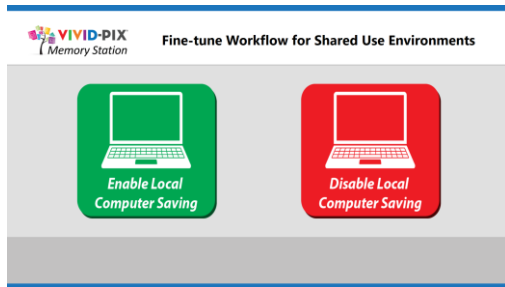 VIVID-PIX
Memory Station
Fine-tune Workflow for Shared Use Environments
Enable Local
Computer Saving
Disable Local
Computer Saving